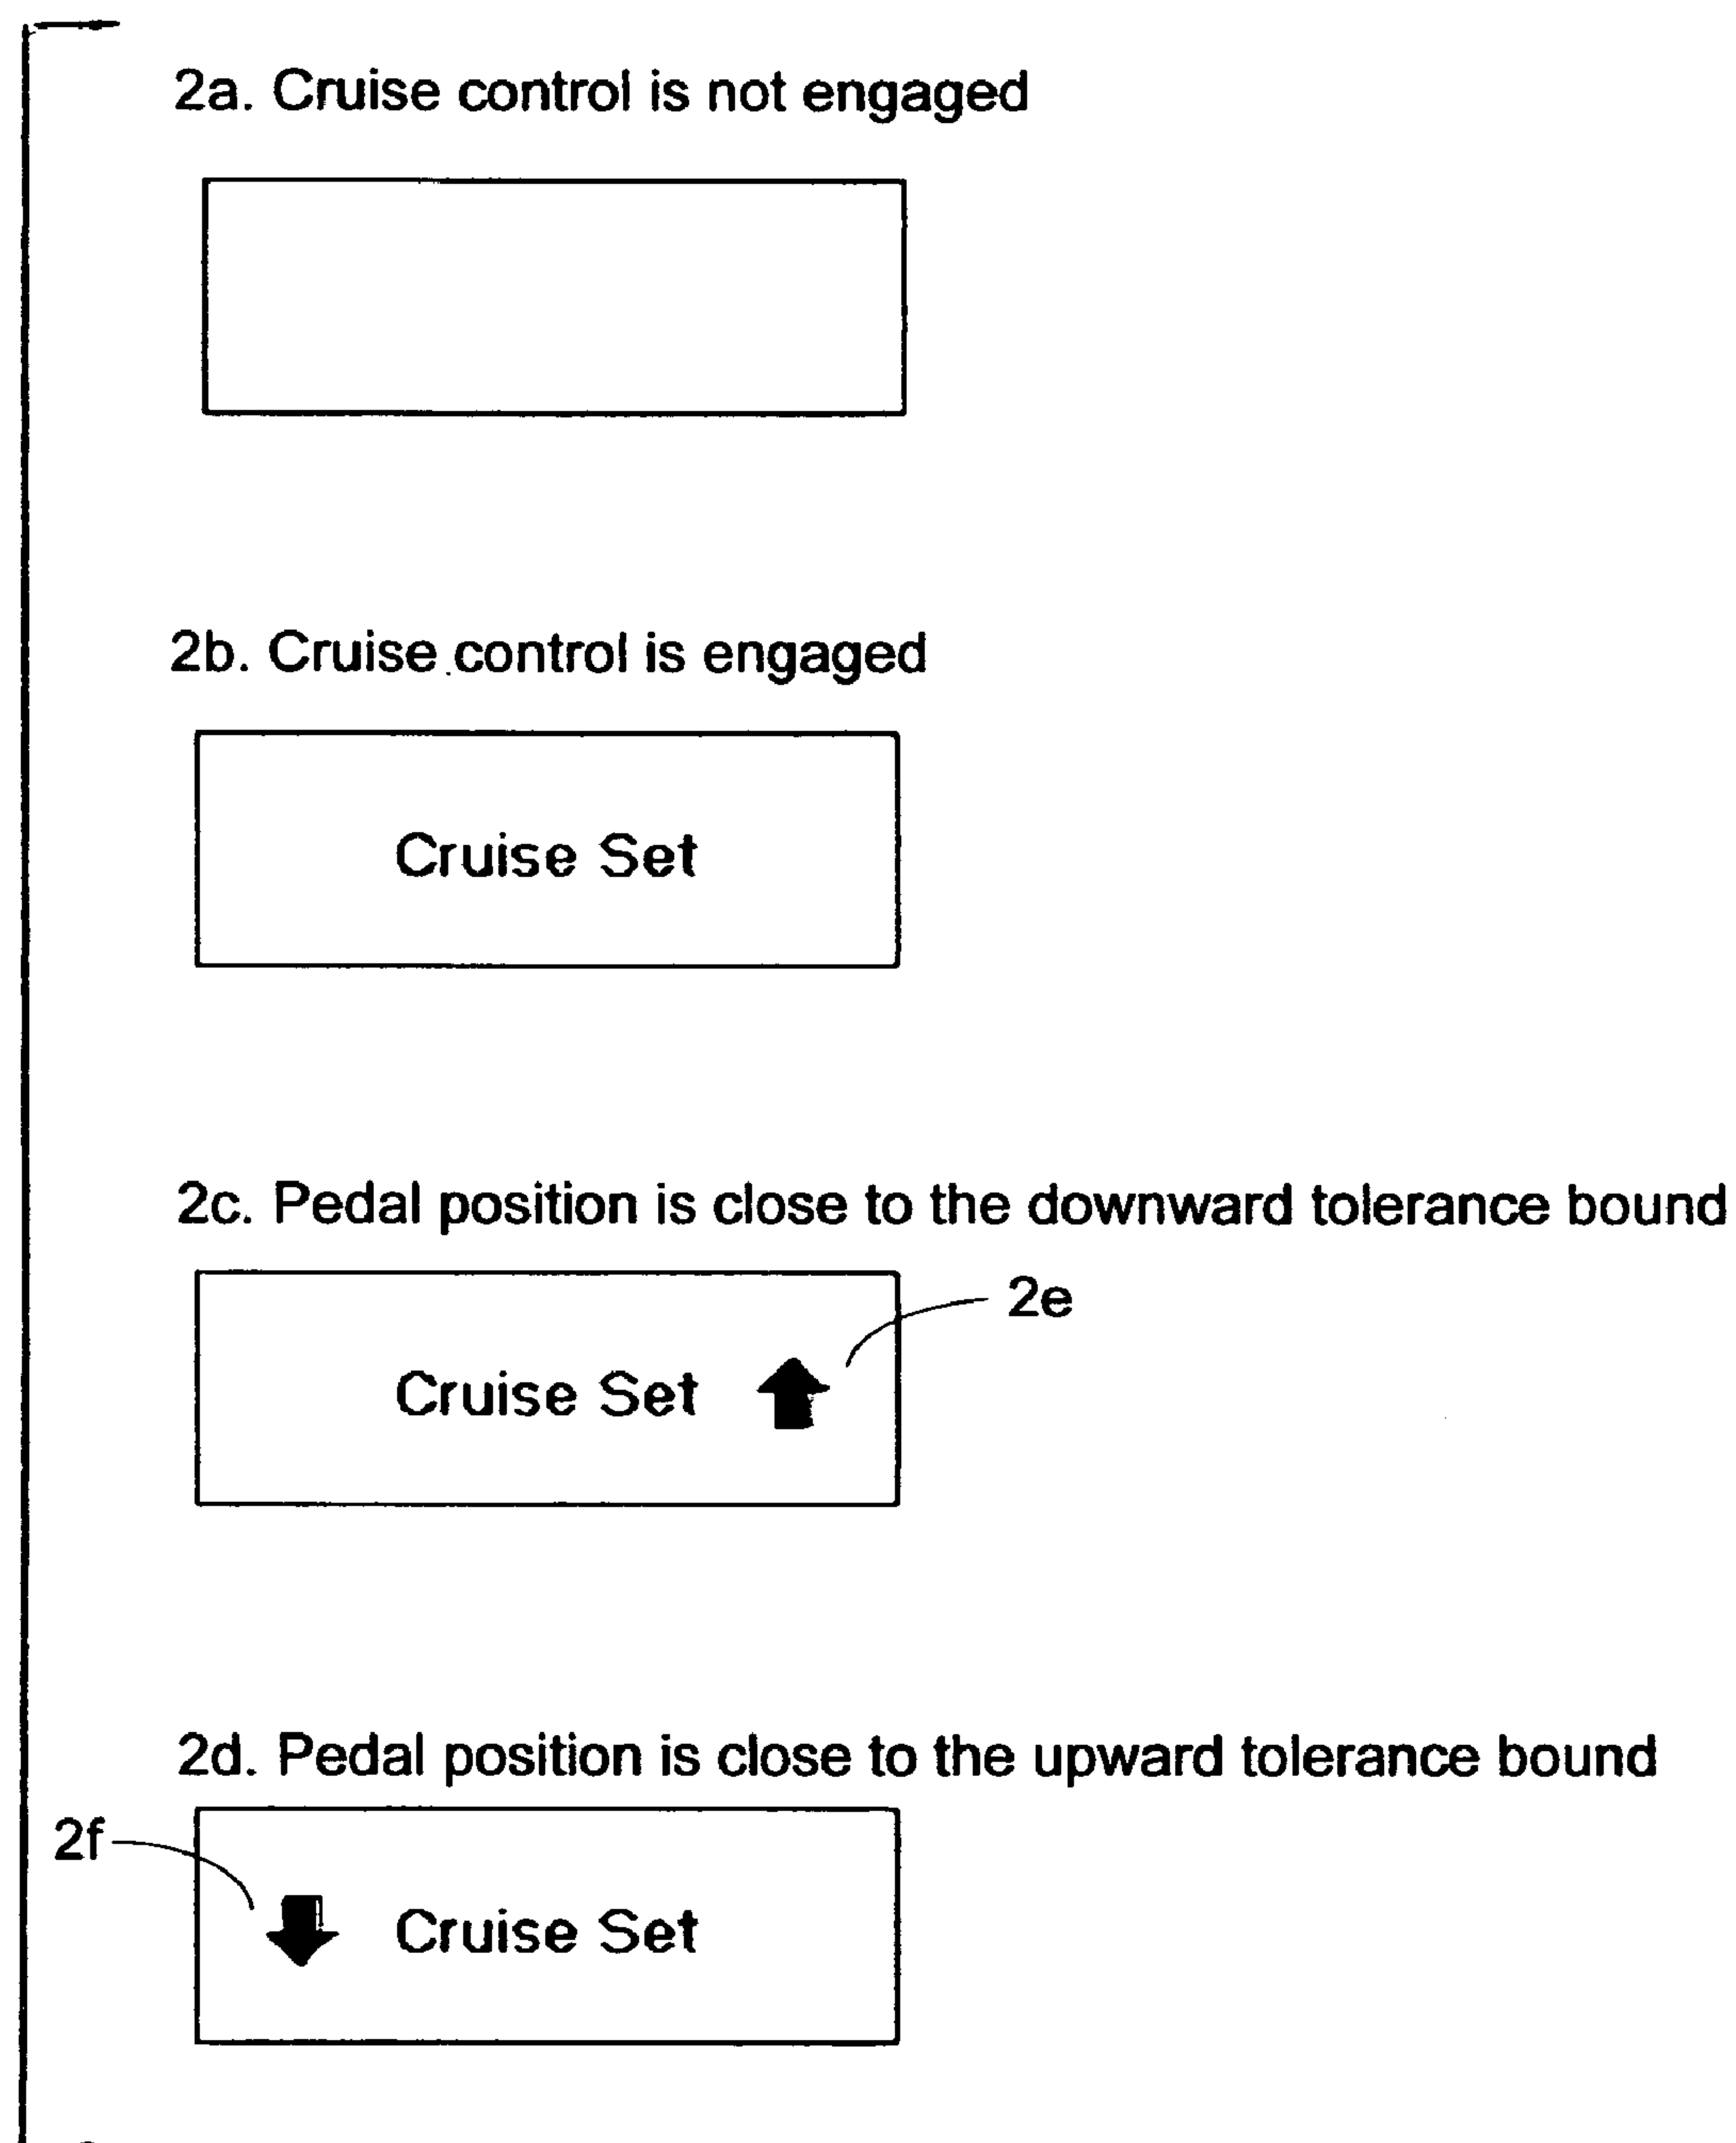 2a. Cruise control is not engaged
2b. Cruise control is engaged
Cruise Set
2c. Pedal position is close to the downward tolerance bound
2e
Cruise Set
2d. Pedal position is close to the upward tolerance bound
2f
Cruise Set